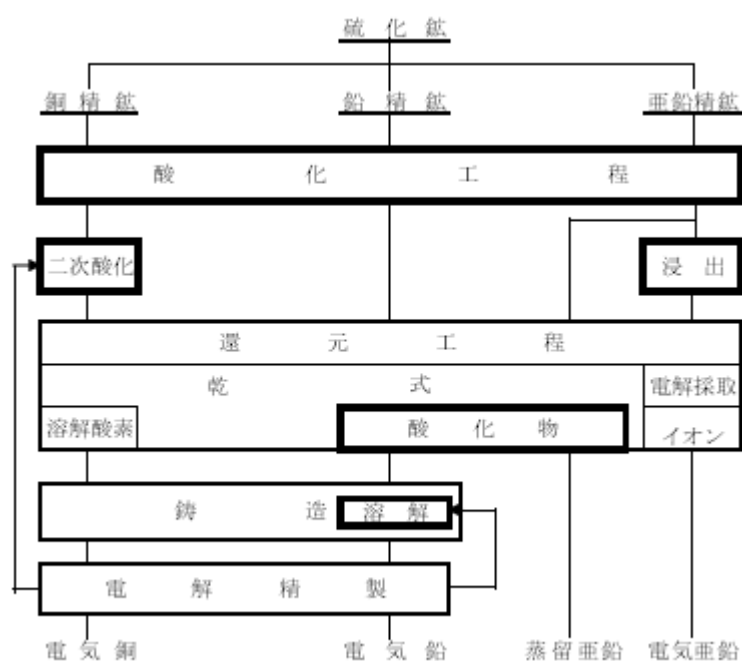 硫化鉱
銅精鉱 鉛精鉱 亜鉛精鉱
酸化工程
二次酸化 浸出
還元工程
乾式 電解採取
溶解酸素 酸化物 イオン
鋳造 溶解
電解精製
電気銅 電気鉛 蒸留亜鉛 電気亜鉛